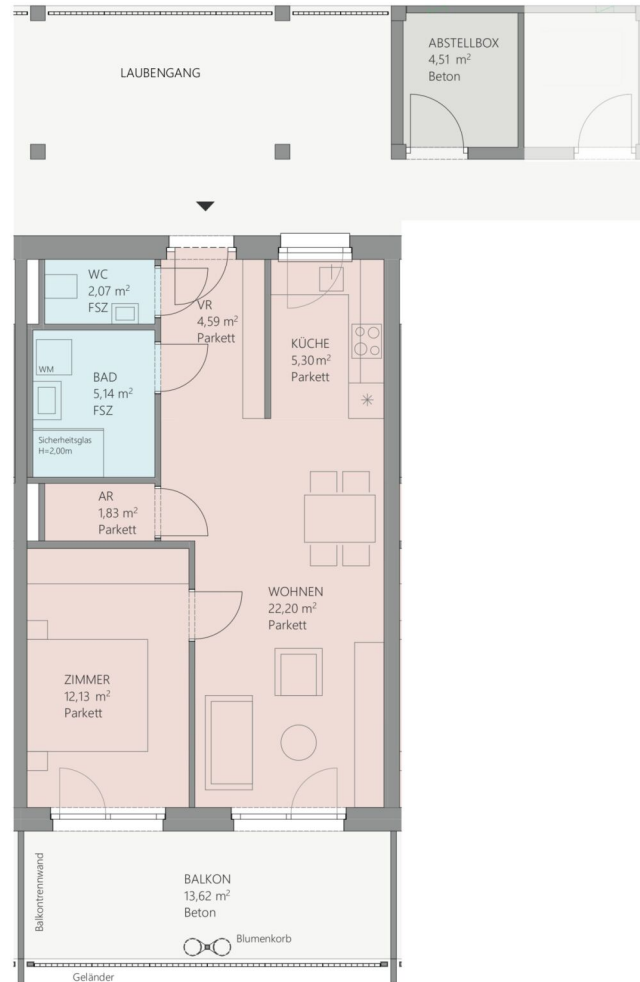 ABSTELLBOX
4,51 m²
Beton
LAUBENGANG
WC
2,07 m²
FSZ
VR
4,59 m²
Parkett
KÜCHE
5,30 m²
Parkett
WM
BAD
5,14 m²
FSZ
Sicherheitsglas
H=2,00m
AR
1,83 m²
Parkett
WOHNEN
22,20 m²
Parkett
ZIMMER
12,13 m²
Parkett
Balkontrennwand
BALKON
13,62 m²
Beton
Blumenkorb
Geländer